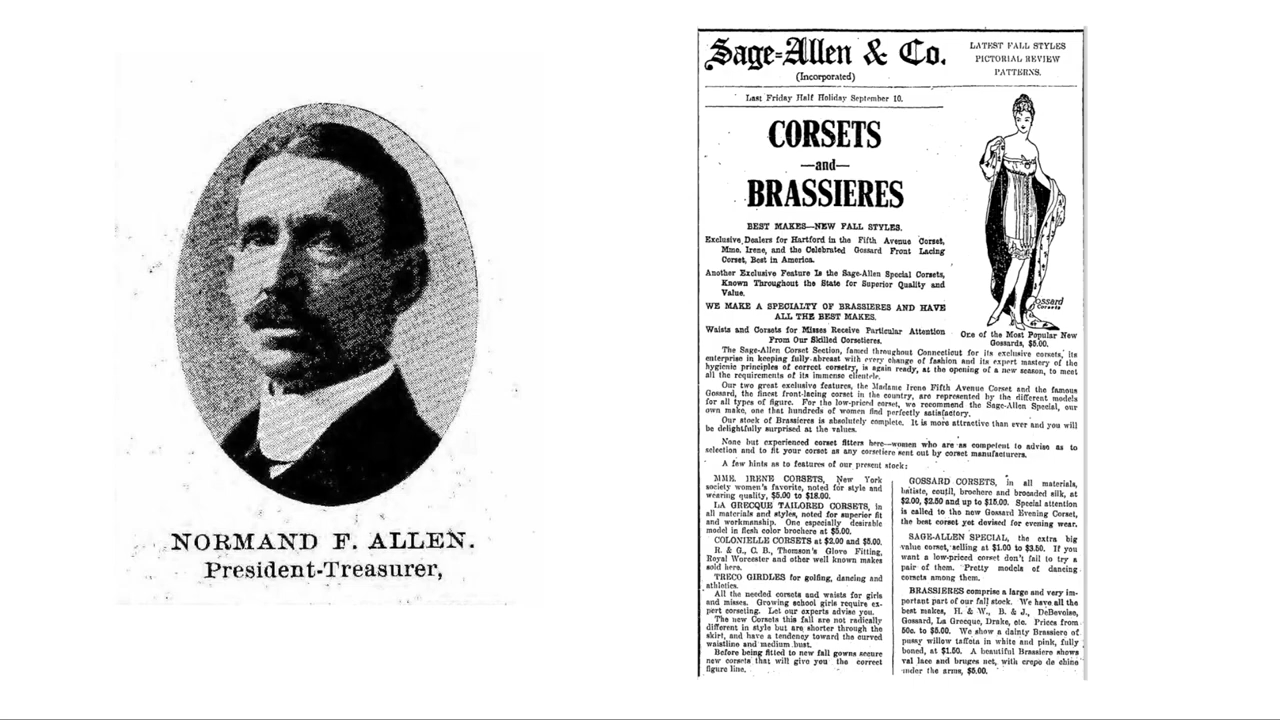 NORMAND F. ALLEN.
President-Treasurer,
Sage-Allen & Co.
(Incorporated)
LATEST FALL STYLES
PICTORIAL REVIEW
PATTERNS.
Last Friday Half Holiday September 10.
CORSETS
—and—
BRASSIERES
BEST MAKES—NEW FALL STYLES.
Exclusive Dealers for Hartford in the Fifth Avenue Corset,
Mme. Irene, and the Celebrated Gossard Front Lacing
Corset, Best in America.
Another Exclusive Feature Is the Sage-Allen Special Corsets,
Known Throughout the State for Superior Quality and
Value.
WE MAKE A SPECIALTY OF BRASSIERES AND HAVE
ALL THE BEST MAKES.
Waists and Corsets for Misses Receive Particular Attention
From Our Skilled Corsetieres.
Gossard
Corsets
One of the Most Popular New
Gossards, $5.00.
The Sage-Allen Corset Section, famed throughout Connecticut for its exclusive corsets, its
enterprise in keeping fully abreast with every change of fashion and its expert mastery of the
hygienic principles of correct corsetry, is again ready, at the opening of a new season, to meet
all the requirements of its immense clientele.
Our two great exclusive features, the Madame Irene Fifth Avenue Corset and the famous
Gossard, the finest front-lacing corset in the country, are represented by the different models
for all types of figure. For the low-priced corset, we recommend the Sage-Allen Special, our
own make, one that hundreds of women find perfectly satisfactory.
Our stock of Brassieres is absolutely complete. It is more attractive than ever and you will
be delightfully surprised at the values.
None but experienced corset fitters here—women who are as competent to advise as to
selection and to fit your corset as any corsetiere sent out by corset manufacturers.
A few hints as to features of our present stock:
MME. IRENE CORSETS, New York
society women's favorite, noted for style and
wearing quality, $5.00 to $18.00.
LA GRECQUE TAILORED CORSETS, in
all materials and styles, noted for superior fit
and workmanship. One especially desirable
model in flesh color brochere at $5.00.
COLONIELLE CORSETS at $2.00 and $5.00.
R. & G., C. B., Thomson's Glove Fitting,
Royal Worcester and other well known makes
sold here.
TRECO GIRDLES for golfing, dancing and
athletics.
All the needed corsets and waists for girls
and misses. Growing school girls require ex-
pert corseting. Let our experts advise you.
The new Corsets this fall are not radically
different in style but are shorter through the
skirt, and have a tendency toward the curved
waistline and medium bust.
Before being fitted to new fall gowns secure
new corsets that will give you the correct
figure line.
GOSSARD CORSETS, in all materials,
batiste, coutil, brochere and brocaded silk, at
$2.00, $2.50 and up to $15.00. Special attention
is called to the new Gossard Evening Corset,
the best corset yet devised for evening wear.
SAGE-ALLEN SPECIAL, the extra big
value corset, selling at $1.00 to $3.50. If you
want a low-priced corset don't fail to try a
pair of them. Pretty models of dancing
corsets among them.
BRASSIERES comprise a large and very im-
portant part of our fall stock. We have all the
best makes, H. & W., B. & J., DeBevoise,
Gossard, La Grecque, Drake, etc. Prices from
50c. to $5.00. We show a dainty Brassiere of
pussy willow taffeta in white and pink, fully
boned, at $1.50. A beautiful Brassiere shows
val lace and bruges net, with crepe de chine
under the arms, $5.00.